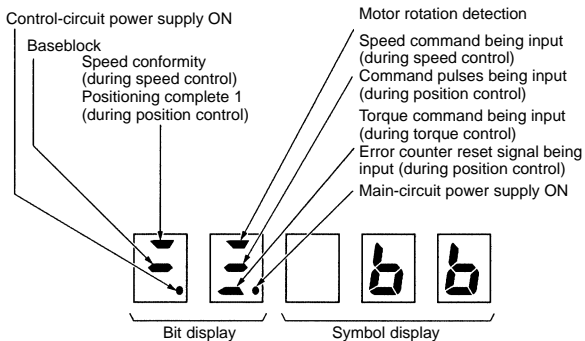 Control-circuit power supply ON
Baseblock
Speed conformity
(during speed control)
Positioning complete 1
(during position control)
Motor rotation detection
Speed command being input
(during speed control)
Command pulses being input
(during position control)
Torque command being input
(during torque control)
Error counter reset signal being
input (during position control)
Main-circuit power supply ON
b b
Bit display
Symbol display